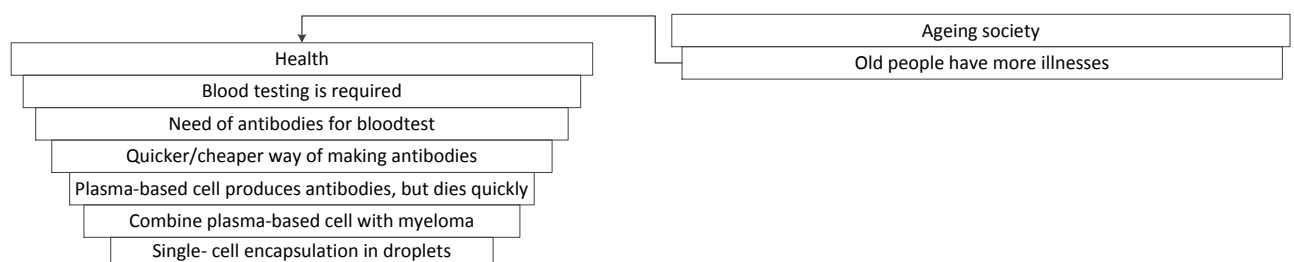 Ageing society
Old people have more illnesses
Health
Blood testing is required
Need of antibodies for bloodtest
Quicker/cheaper way of making antibodies
Plasma-based cell produces antibodies, but dies quickly
Combine plasma-based cell with myeloma
Single- cell encapsulation in droplets